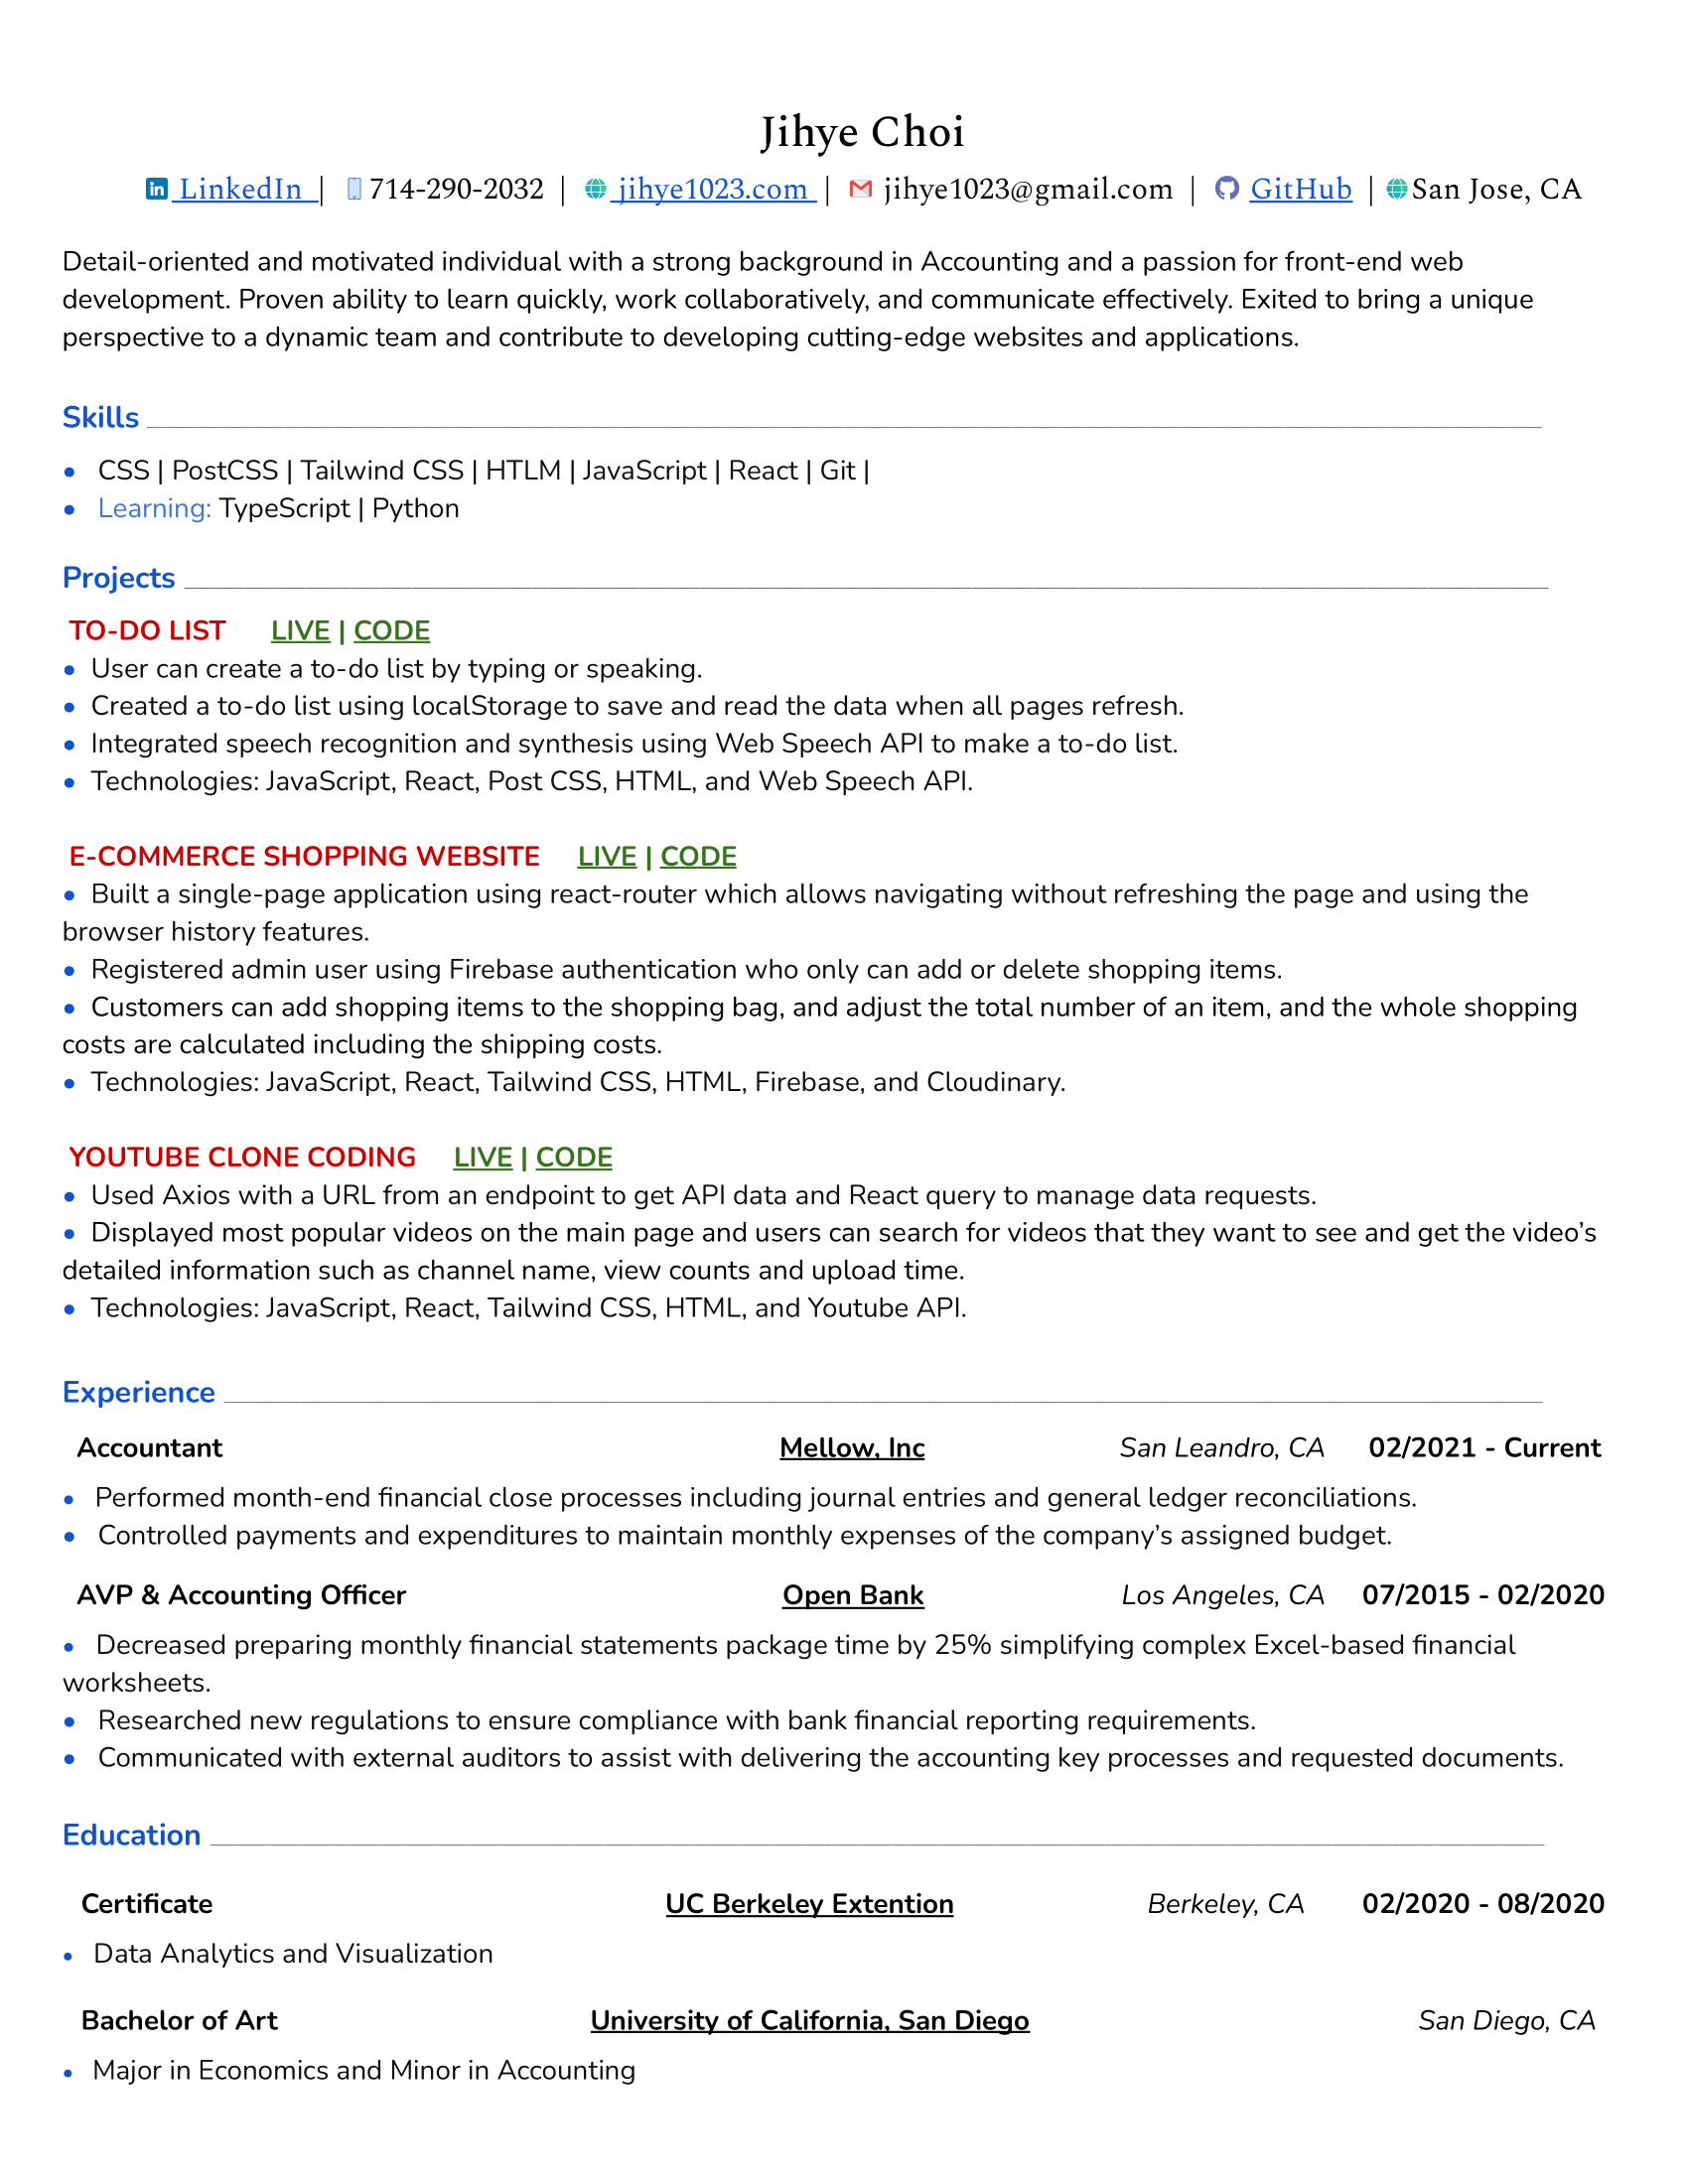 Jihye Choi
LinkedIn | 714-290-2032 | jihye1023.com | jihye1023@gmail.com | GitHub | San Jose, CA
Detail-oriented and motivated individual with a strong background in Accounting and a passion for front-end web
development. Proven ability to learn quickly, work collaboratively, and communicate effectively. Exited to bring a unique
perspective to a dynamic team and contribute to developing cutting-edge websites and applications.
Skills
• CSS | PostCSS | Tailwind CSS | HTLM | JavaScript | React | Git |
• Learning: TypeScript | Python
Projects
TO-DO LIST LIVE | CODE
• User can create a to-do list by typing or speaking.
• Created a to-do list using localStorage to save and read the data when all pages refresh.
• Integrated speech recognition and synthesis using Web Speech API to make a to-do list.
• Technologies: JavaScript, React, Post CSS, HTML, and Web Speech API.
E-COMMERCE SHOPPING WEBSITE LIVE | CODE
• Built a single-page application using react-router which allows navigating without refreshing the page and using the
browser history features.
• Registered admin user using Firebase authentication who only can add or delete shopping items.
• Customers can add shopping items to the shopping bag, and adjust the total number of an item, and the whole shopping
costs are calculated including the shipping costs.
• Technologies: JavaScript, React, Tailwind CSS, HTML, Firebase, and Cloudinary.
YOUTUBE CLONE CODING LIVE | CODE
• Used Axios with a URL from an endpoint to get API data and React query to manage data requests.
• Displayed most popular videos on the main page and users can search for videos that they want to see and get the video’s
detailed information such as channel name, view counts and upload time.
• Technologies: JavaScript, React, Tailwind CSS, HTML, and Youtube API.
Experience
Accountant Mellow, Inc San Leandro, CA 02/2021 - Current
• Performed month-end financial close processes including journal entries and general ledger reconciliations.
• Controlled payments and expenditures to maintain monthly expenses of the company’s assigned budget.
AVP & Accounting Officer Open Bank Los Angeles, CA 07/2015 - 02/2020
• Decreased preparing monthly financial statements package time by 25% simplifying complex Excel-based financial
worksheets.
• Researched new regulations to ensure compliance with bank financial reporting requirements.
• Communicated with external auditors to assist with delivering the accounting key processes and requested documents.
Education
Certificate UC Berkeley Extention Berkeley, CA 02/2020 - 08/2020
• Data Analytics and Visualization
Bachelor of Art University of California, San Diego San Diego, CA
• Major in Economics and Minor in Accounting